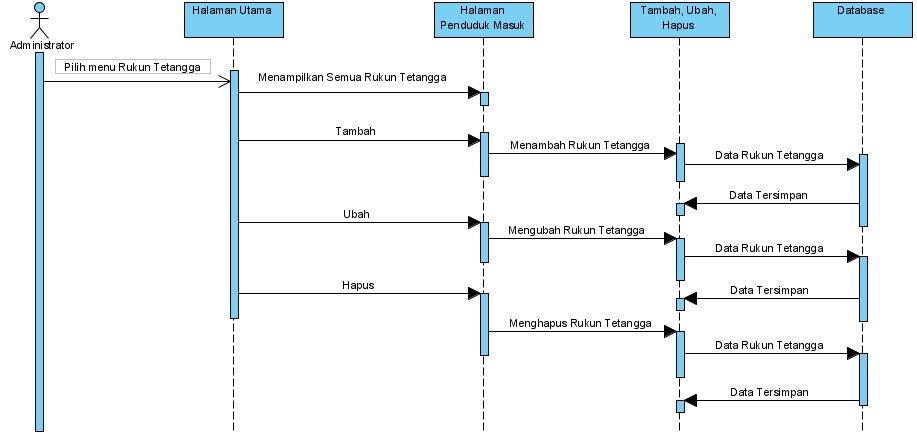 Halaman Utama
Halaman
Penduduk Masuk
Tambah, Ubah,
Hapus
Database
Administrator
Pilih menu Rukun Tetangga
Menampilkan Semua Rukun Tetangga
Tambah
Menambah Rukun Tetangga
Data Rukun Tetangga
Data Tersimpan
Ubah
Mengubah Rukun Tetangga
Data Rukun Tetangga
Data Tersimpan
Hapus
Menghapus Rukun Tetangga
Data Rukun Tetangga
Data Tersimpan